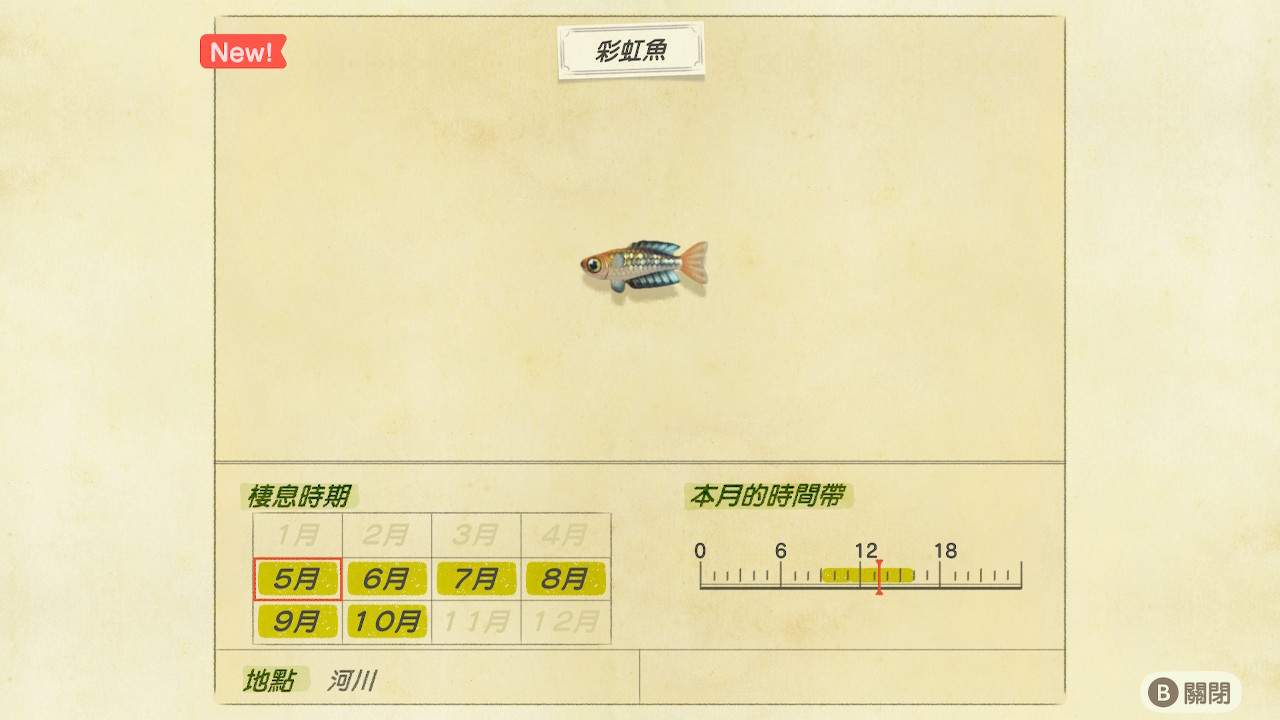 New!
彩虹魚
棲息時期
1月 2月 3月 4月
5月 6月 7月 8月
9月 10月 11月 12月
本月的時間帶
0 6 12 18
地點 河川
B 關閉